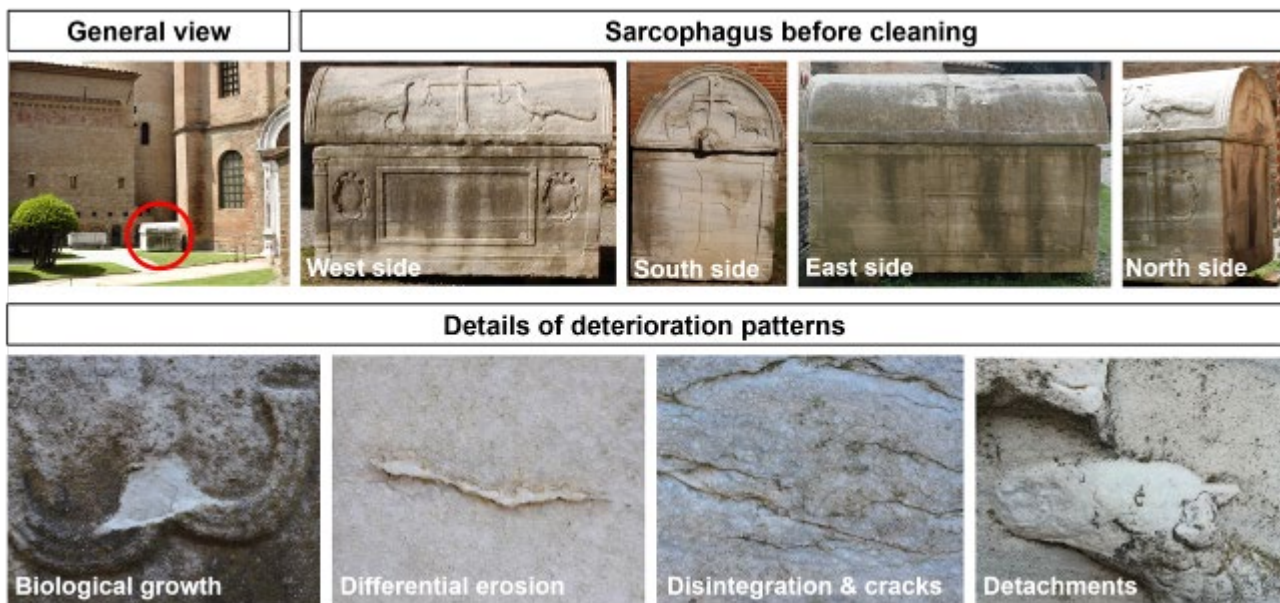 General view
Sarcophagus before cleaning
West side
South side
East side
North side
Details of deterioration patterns
Biological growth
Differential erosion
Disintegration & cracks
Detachments